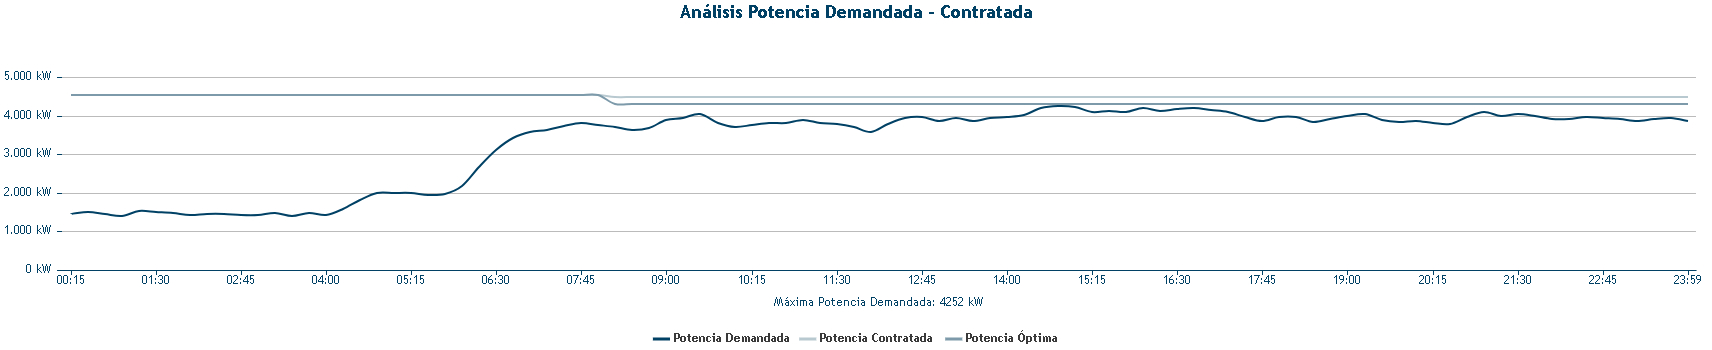 Análisis Potencia Demandada - Contratada
5.000 kW
4.000 kW
3.000 kW
2.000 kW
1.000 kW
0 kW
00:15 01:30 02:45 04:00 05:15 06:30 07:45 09:00 10:15 11:30 12:45 14:00 15:15 16:30 17:45 19:00 20:15 21:30 22:45 23:59
Máxima Potencia Demandada: 4252 kW
Potencia Demandada Potencia Contratada Potencia Óptima